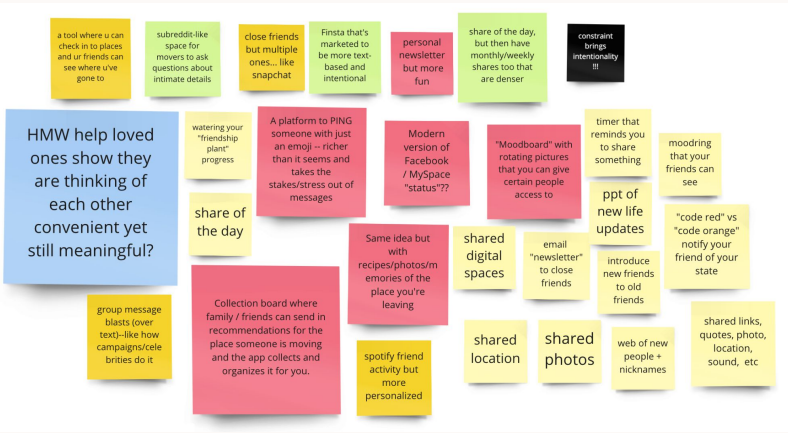 a tool where u can
check in to places
and ur friends can
see where u've
gone to
subreddit-like
space for
movers to ask
questions about
intimate details
close friends
but multiple
ones... like
snapchat
Finsta that's
marketed to
be more text-
based and
intentional
personal
newsletter
but more
fun
share of the day,
but then have
monthly/weekly
shares too that
are denser
constraint
brings
intentionality
!!!
HMW help loved
ones show they
are thinking of
each other
convenient yet
still meaningful?
watering your
"friendship
plant"
progress
A platform to PING
someone with just
an emoji -- richer
than it seems and
takes the
stakes/stress out of
messages
Modern
version of
Facebook
/ MySpace
"status"??
"Moodboard" with
rotating pictures
that you can give
certain people
access to
timer that
reminds you
to share
something
moodring
that your
friends can
see
share of
the day
ppt of
new life
updates
"code red" vs
"code orange"
notify your
friend of your
state
Same idea but
with
recipes/photos/m
emories of the
place you're
leaving
shared
digital
spaces
email
"newsletter"
to close
friends
introduce
new friends
to old
friends
group message
blasts (over
text)--like how
campaigns/cele
brities do it
Collection board where
family / friends can send in
recommendations for the
place someone is moving
and the app collects and
organizes it for you.
spotify friend
activity but
more
personalized
shared
location
shared
photos
web of new
people +
nicknames
shared links,
quotes, photo,
location,
sound, etc